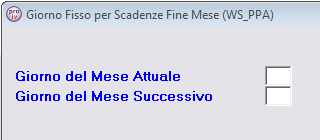 Giorno Fisso per Scadenze Fine Mese (WS_PPA)
Giorno del Mese Attuale
Giorno del Mese Successivo